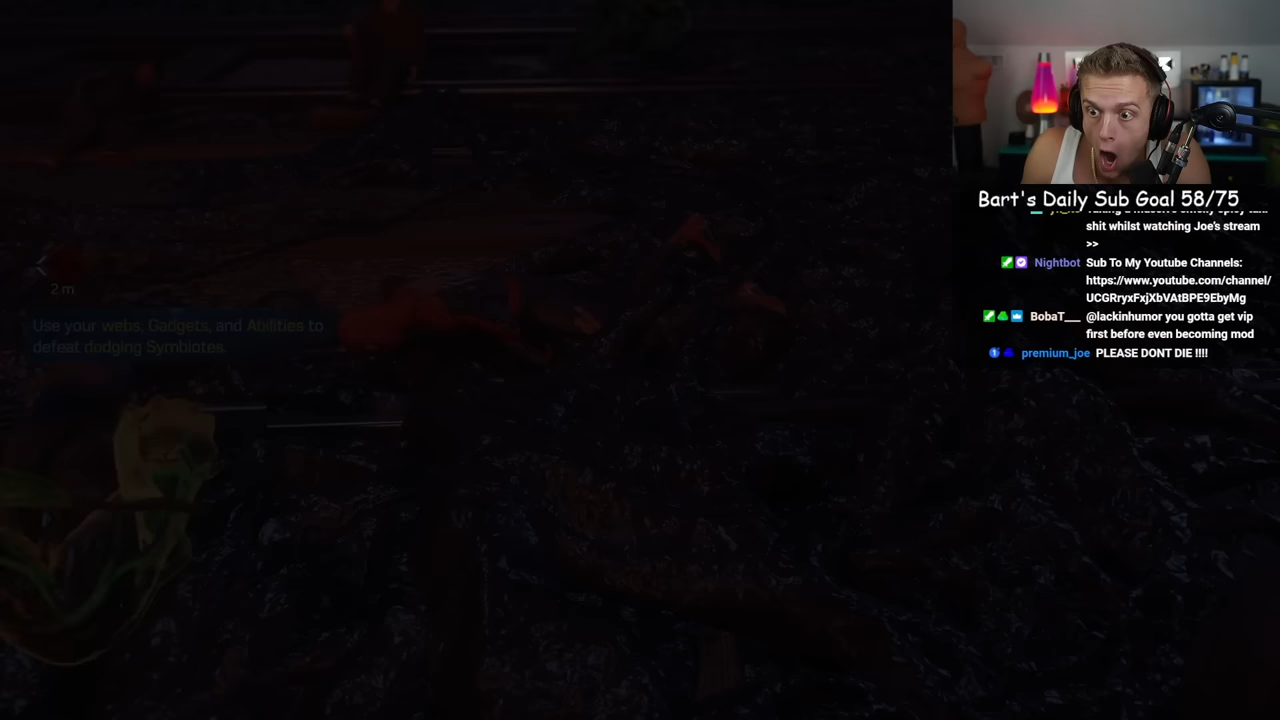 Bart's Daily Sub Goal 58/75
shit whilst watching Joe's stream
>>
Nightbot Sub To My Youtube Channels:
https://www.youtube.com/channel/
UCGRryxFxjXbVAtBPE9EbyMg
BobaT___ @lackinhumor you gotta get vip
first before even becoming mod
premium_joe PLEASE DONT DIE !!!!
2 m
Use your webs, Gadgets, and Abilities to
defeat dodging Symbiotes.